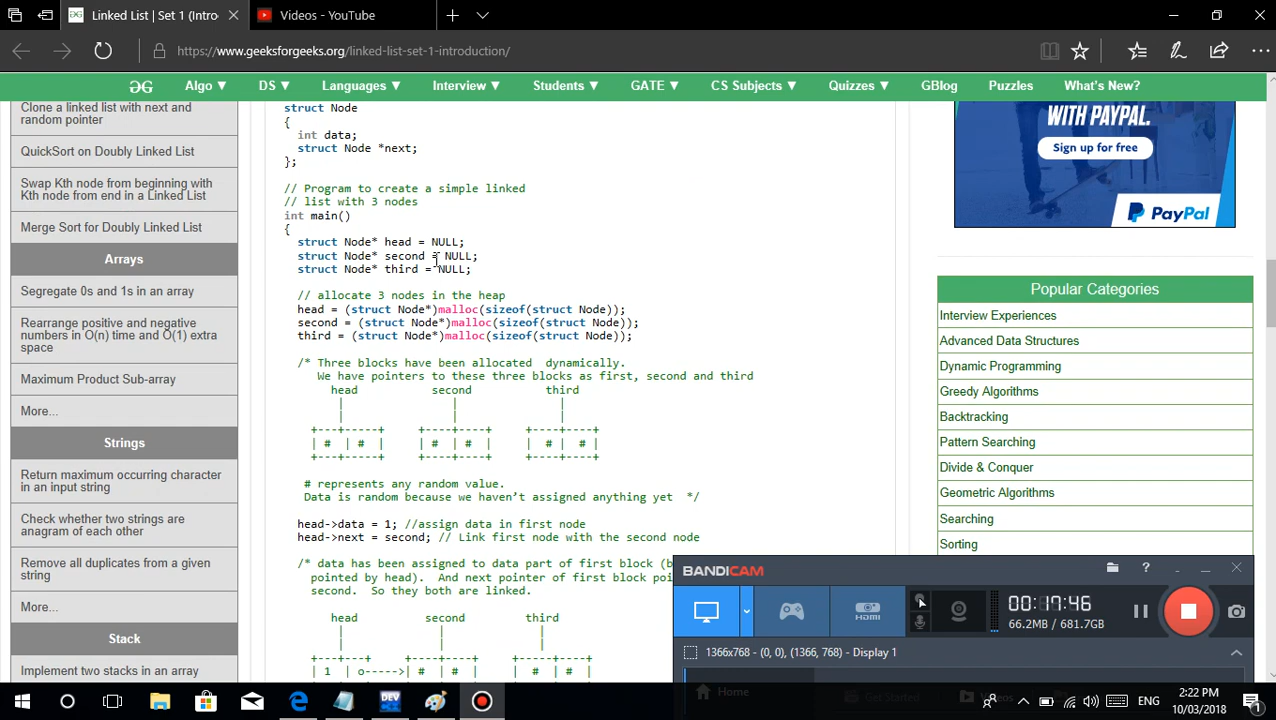 Linked List | Set 1 (Intro
Videos - YouTube
https://www.geeksforgeeks.org/linked-list-set-1-introduction/
Algo ▼ DS ▼ Languages ▼ Interview ▼ Students ▼ GATE ▼ CS Subjects ▼ Quizzes ▼ GBlog Puzzles What's New?
Clone a linked list with next and
random pointer
QuickSort on Doubly Linked List
Swap Kth node from beginning with
Kth node from end in a Linked List
Merge Sort for Doubly Linked List
Arrays
Segregate 0s and 1s in an array
Rearrange positive and negative
numbers in O(n) time and O(1) extra
space
Maximum Product Sub-array
More...
Strings
Return maximum occurring character
in an input string
Check whether two strings are
anagram of each other
Remove all duplicates from a given
string
More...
Stack
Implement two stacks in an array
struct Node
{
int data;
struct Node *next;
};
// Program to create a simple linked
// list with 3 nodes
int main()
{
struct Node* head = NULL;
struct Node* second = NULL;
struct Node* third = NULL;
// allocate 3 nodes in the heap
head = (struct Node*)malloc(sizeof(struct Node));
second = (struct Node*)malloc(sizeof(struct Node));
third = (struct Node*)malloc(sizeof(struct Node));
/* Three blocks have been allocated  dynamically.
We have pointers to these three blocks as first, second and third
head second third
| | |
| | |
+---+-----+ +----+----+ +----+----+
| # | # | | # | # | | # | # |
+---+-----+ +----+----+ +----+----+
# represents any random value.
Data is random because we haven't assigned anything yet  */
head->data = 1; //assign data in first node
head->next = second; // Link first node with the second node
/* data has been assigned to data part of first block (b
pointed by head).  And next pointer of first block poi
second.  So they both are linked.
head second third
| | |
| | |
+---+---+ +----+----+ +-----+----+
| 1 | o----->| # | # | | # | # |
WITH PAYPAL.
Sign up for free
PayPal
Popular Categories
Interview Experiences
Advanced Data Structures
Dynamic Programming
Greedy Algorithms
Backtracking
Pattern Searching
Divide & Conquer
Geometric Algorithms
Searching
Sorting
BANDICAM
HDMI
66.2MB / 681.7GB
1366x768 - (0, 0), (1366, 768) - Display 1
Home Get Started Videos
DEV
ENG
2:22 PM
10/03/2018
1